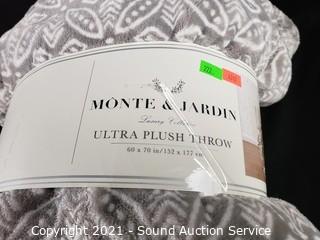 MONTE & JARDIN
Luxury Collection
ULTRA PLUSH THROW
60 x 70 in/152 x 177 cm
Copyright 2021 - Sound Auction Service